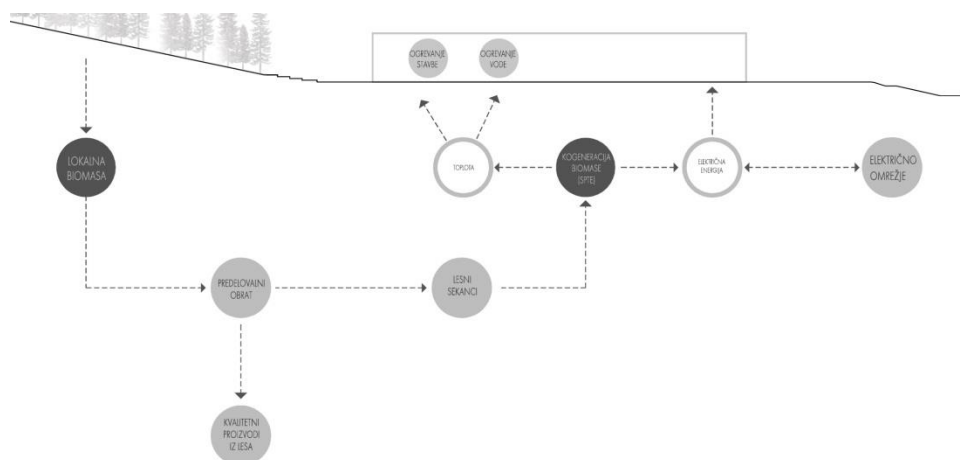 OGREVANJE
STAVBE
OGREVANJE
VODE
LOKALNA
BIOMASA
TOPLOTA
KOGENERACIJA
BIOMASE
(SPTE)
ELEKTRIČNA
ENERGIJA
ELEKTRIČNO
OMREŽJE
PREDELOVALNI
OBRAT
LESNI
SEKANCI
KVALITETNI
PROIZVODI
IZ LESA